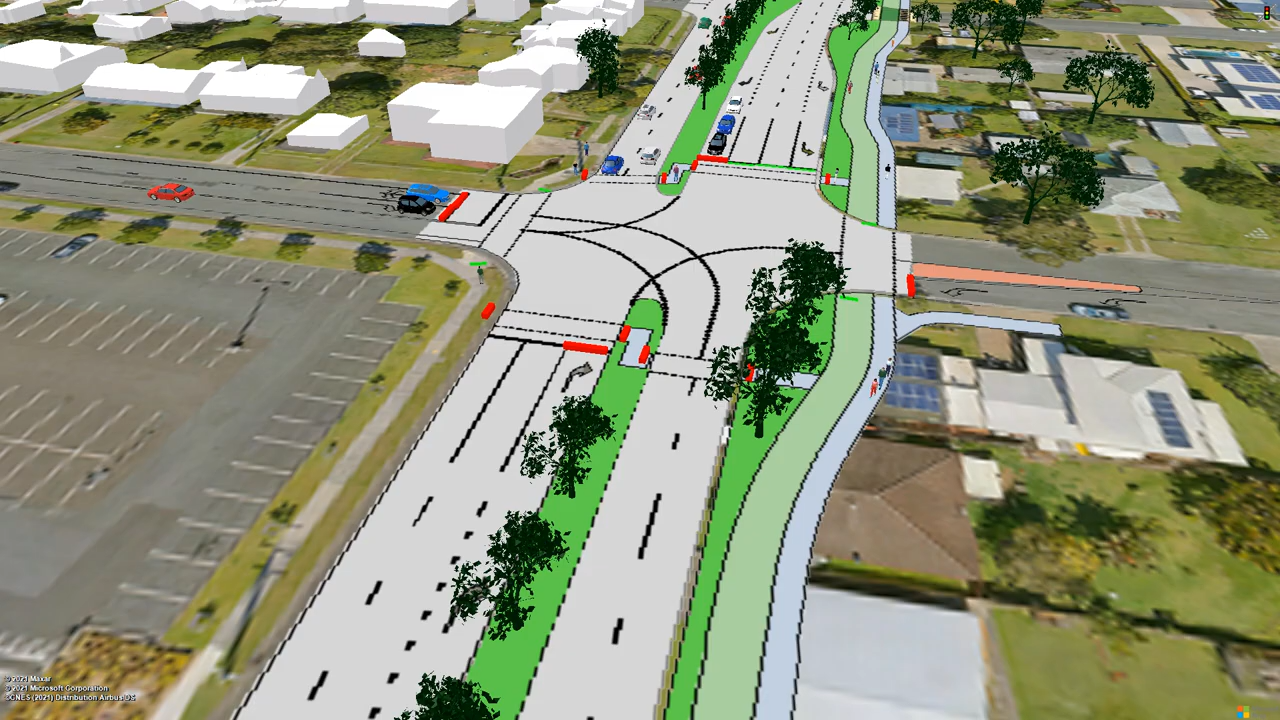 © 2021 Maxar
© 2021 Microsoft Corporation
©CNES (2021) Distribution Airbus DS